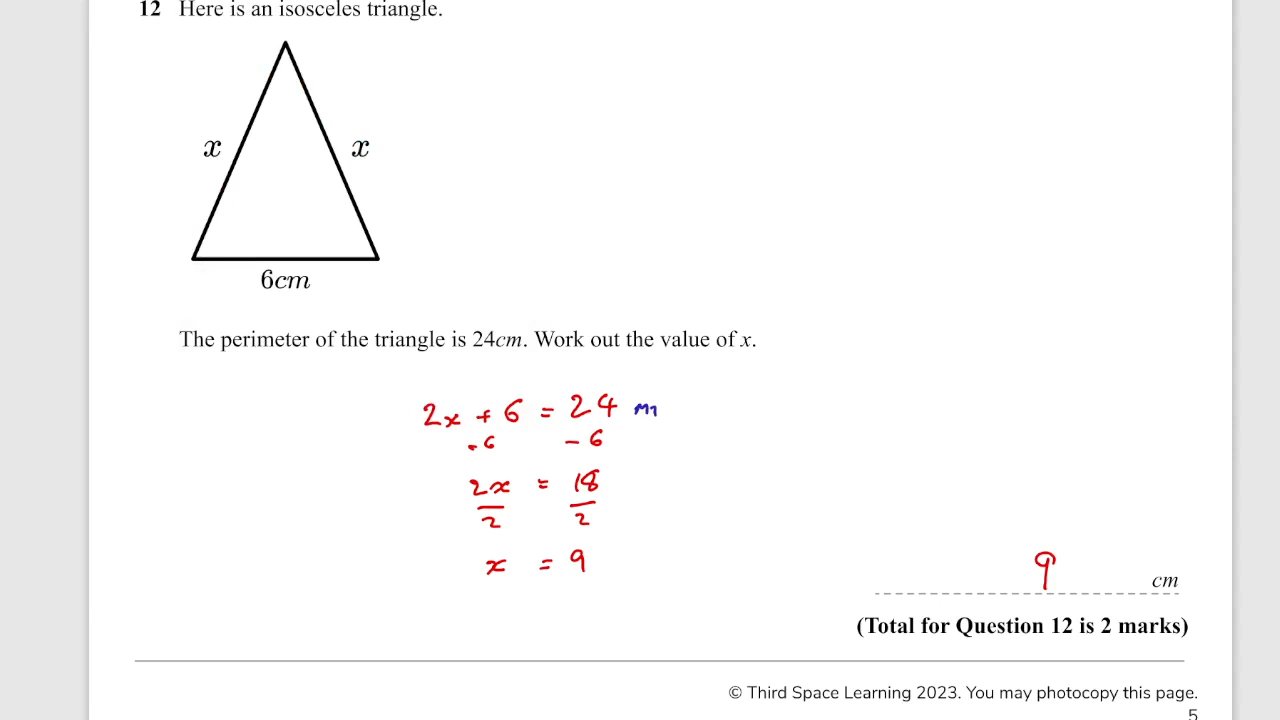 12 Here is an isosceles triangle.
x x
6cm
The perimeter of the triangle is 24cm. Work out the value of x.
2x + 6 = 24 M1
-6 -6
2x = 18
2 2
x = 9
9 cm
(Total for Question 12 is 2 marks)
© Third Space Learning 2023. You may photocopy this page.
5